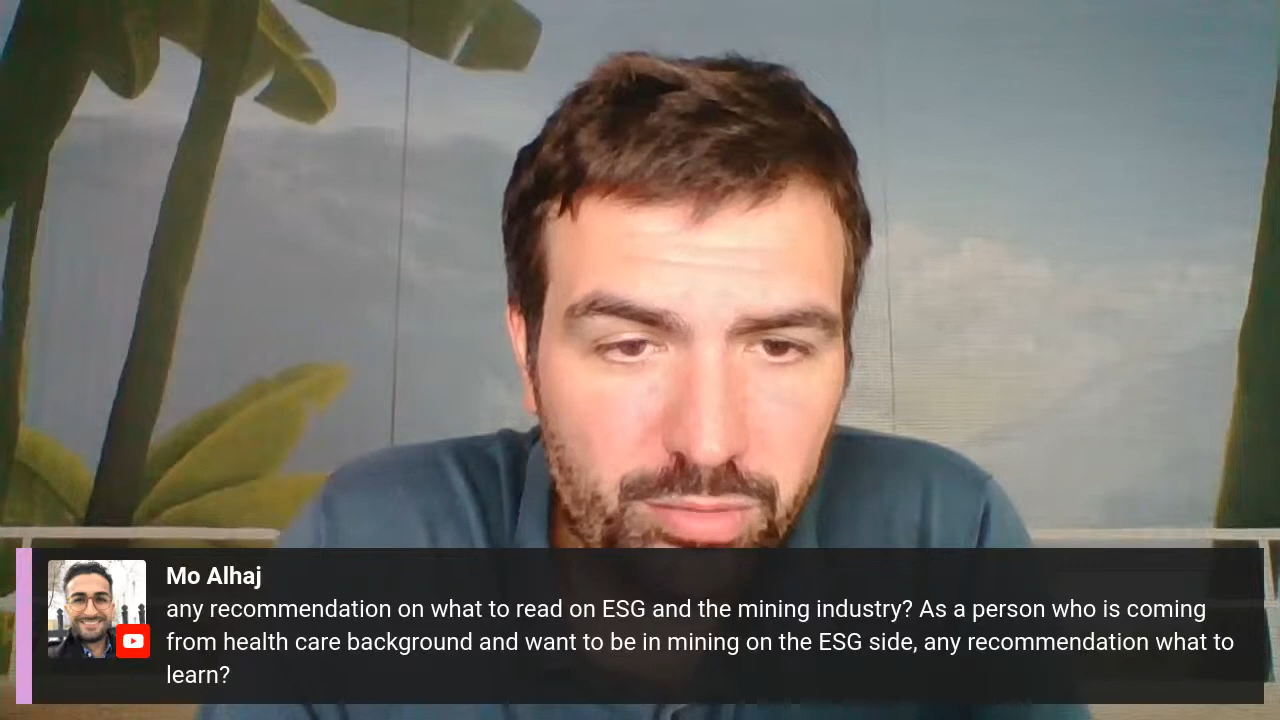 Mo Alhaj
any recommendation on what to read on ESG and the mining industry? As a person who is coming
from health care background and want to be in mining on the ESG side, any recommendation what to
learn?